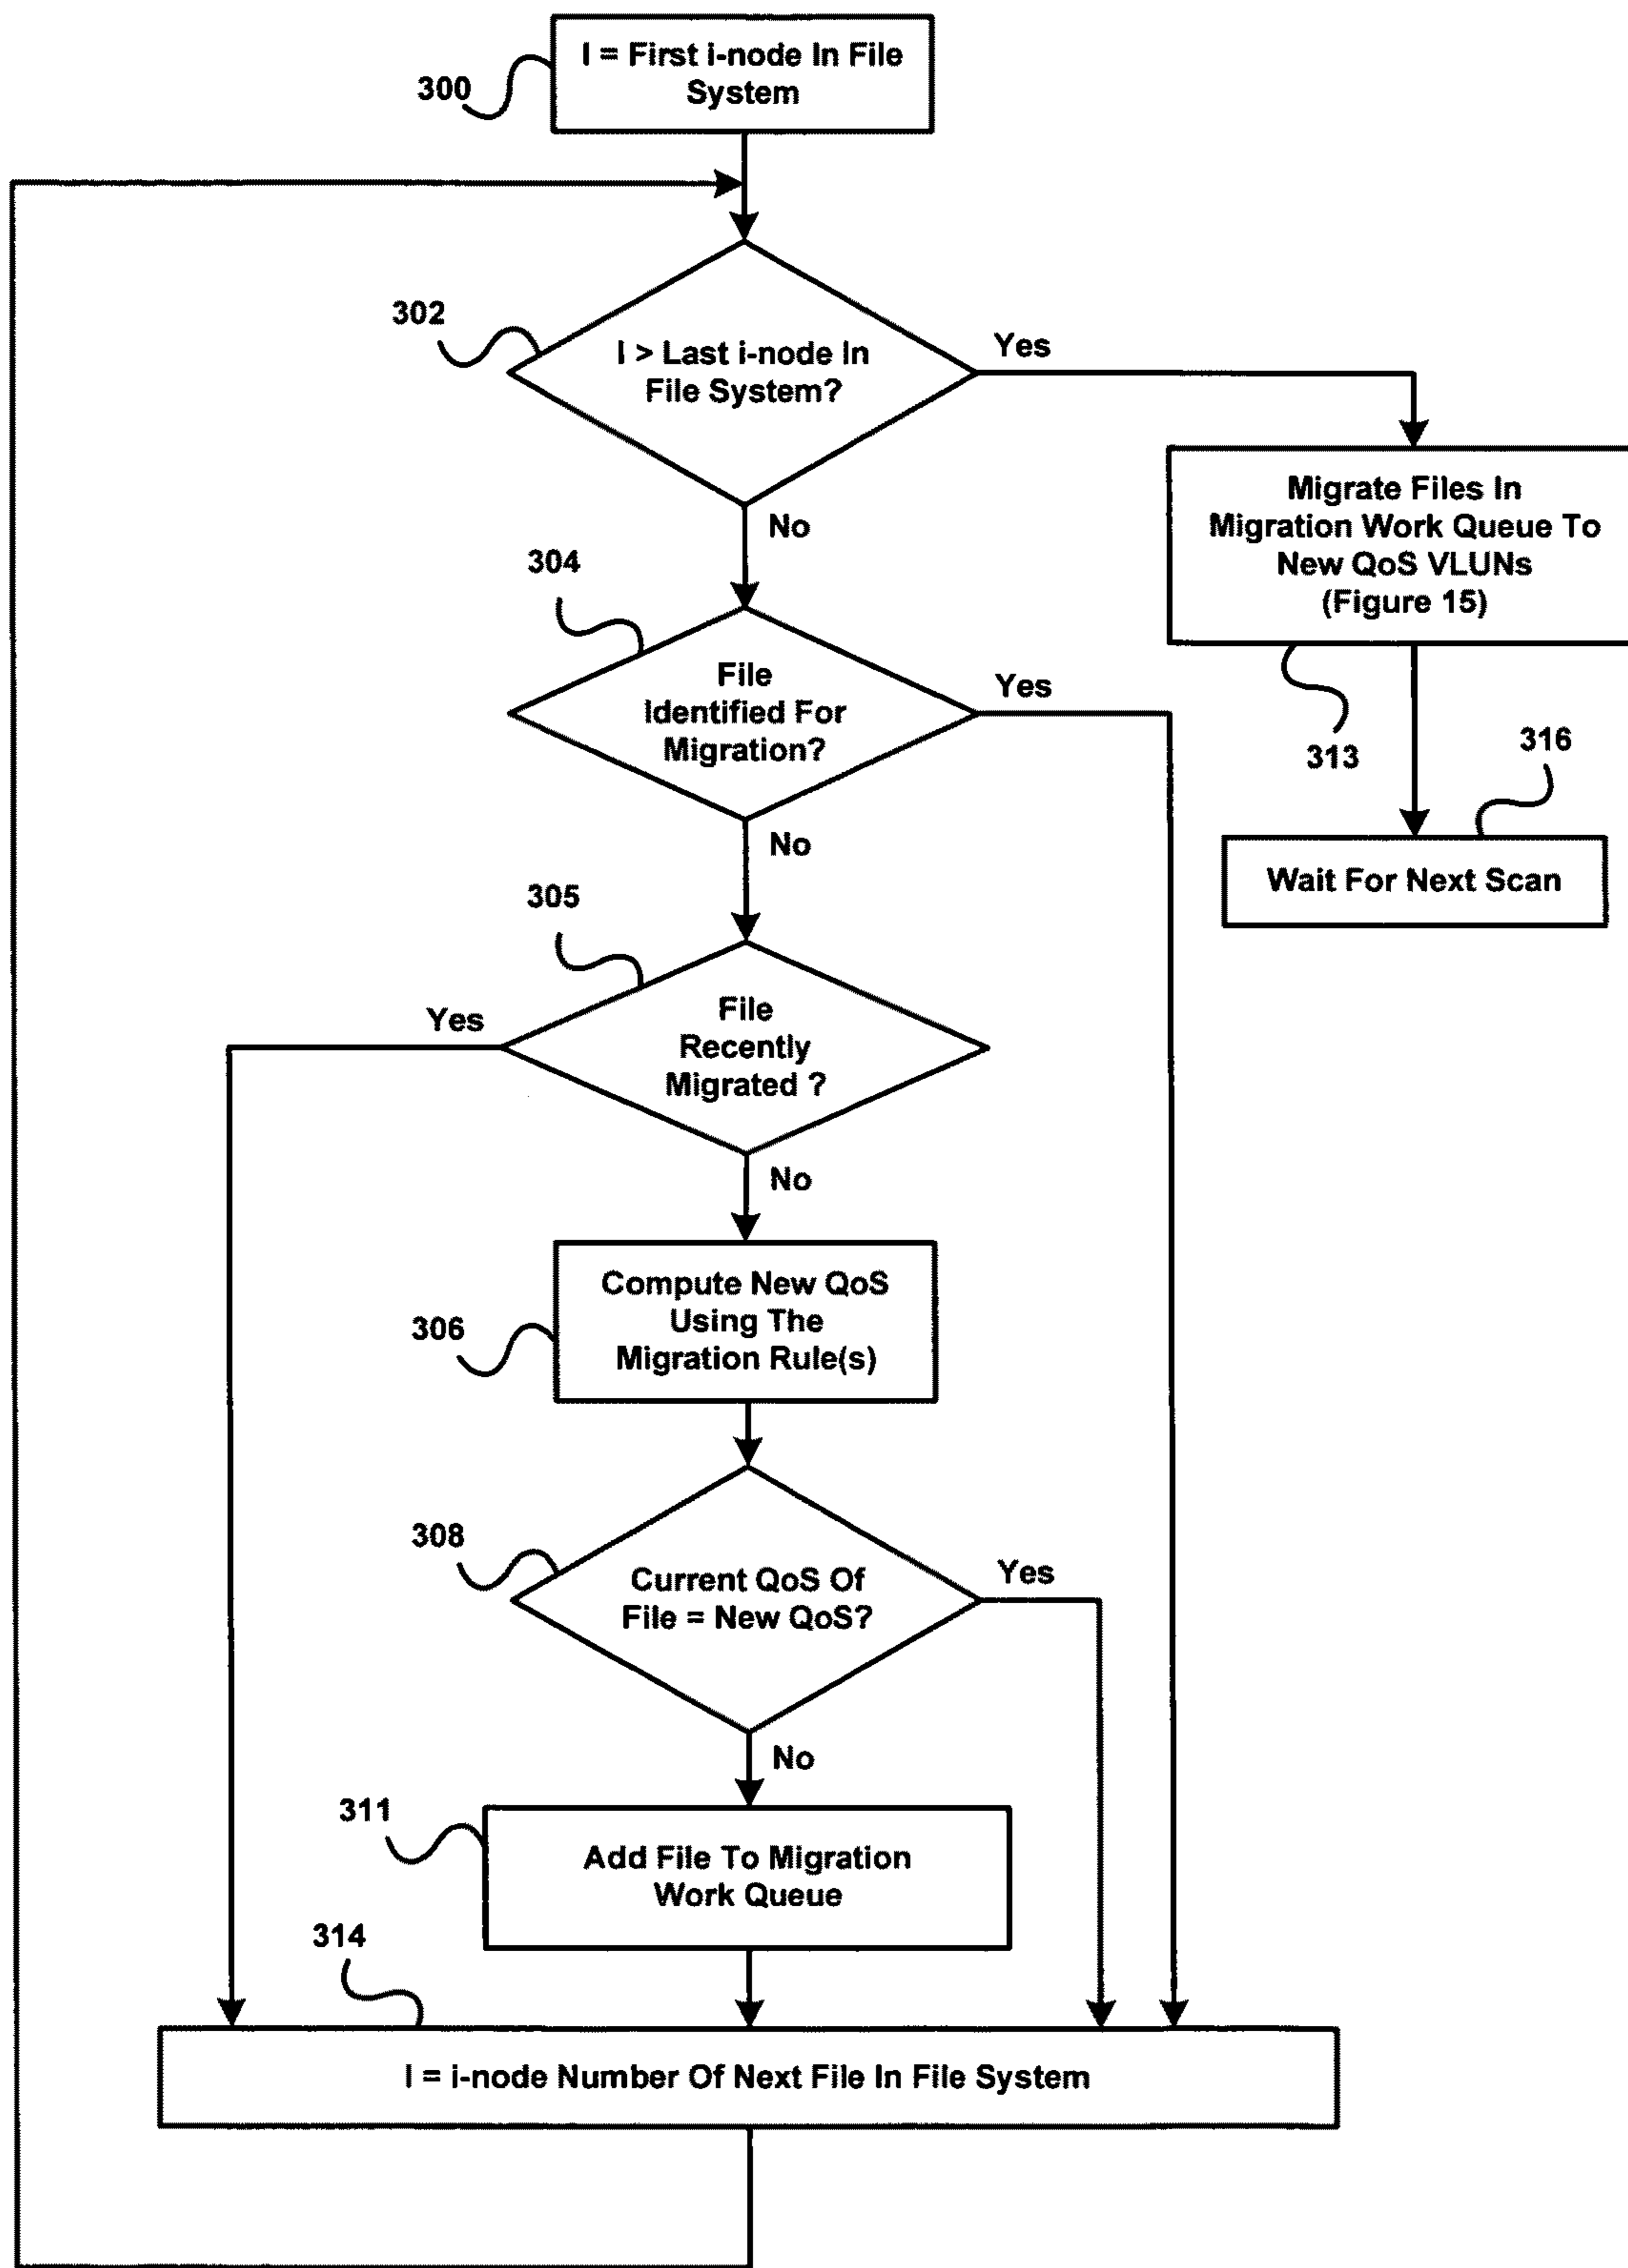 I = First i-node In File
System
300
302
I > Last i-node In
File System?
Yes
No
Migrate Files In
Migration Work Queue To
New QoS VLUNs
(Figure 15)
304
File
Identified For
Migration?
Yes
313
316
No
Wait For Next Scan
305
File
Recently
Migrated ?
Yes
No
306
Compute New QoS
Using The
Migration Rule(s)
308
Current QoS Of
File = New QoS?
Yes
No
311
Add File To Migration
Work Queue
314
I = i-node Number Of Next File In File System